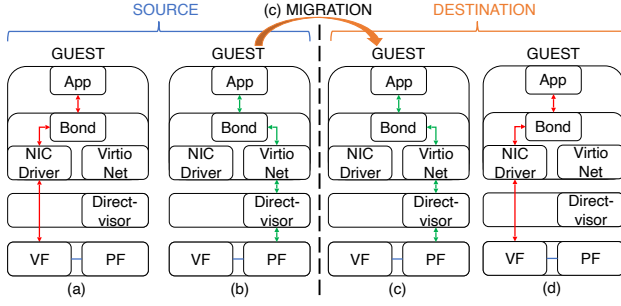 SOURCE
(c) MIGRATION
DESTINATION
GUEST
GUEST
GUEST
GUEST
App
App
App
App
Bond
Bond
Bond
Bond
NIC
Driver
Virtio
Net
NIC
Driver
Virtio
Net
NIC
Driver
Virtio
Net
NIC
Driver
Virtio
Net
Direct-
visor
Direct-
visor
Direct-
visor
Direct-
visor
VF
PF
VF
PF
VF
PF
VF
PF
(a)
(b)
(c)
(d)